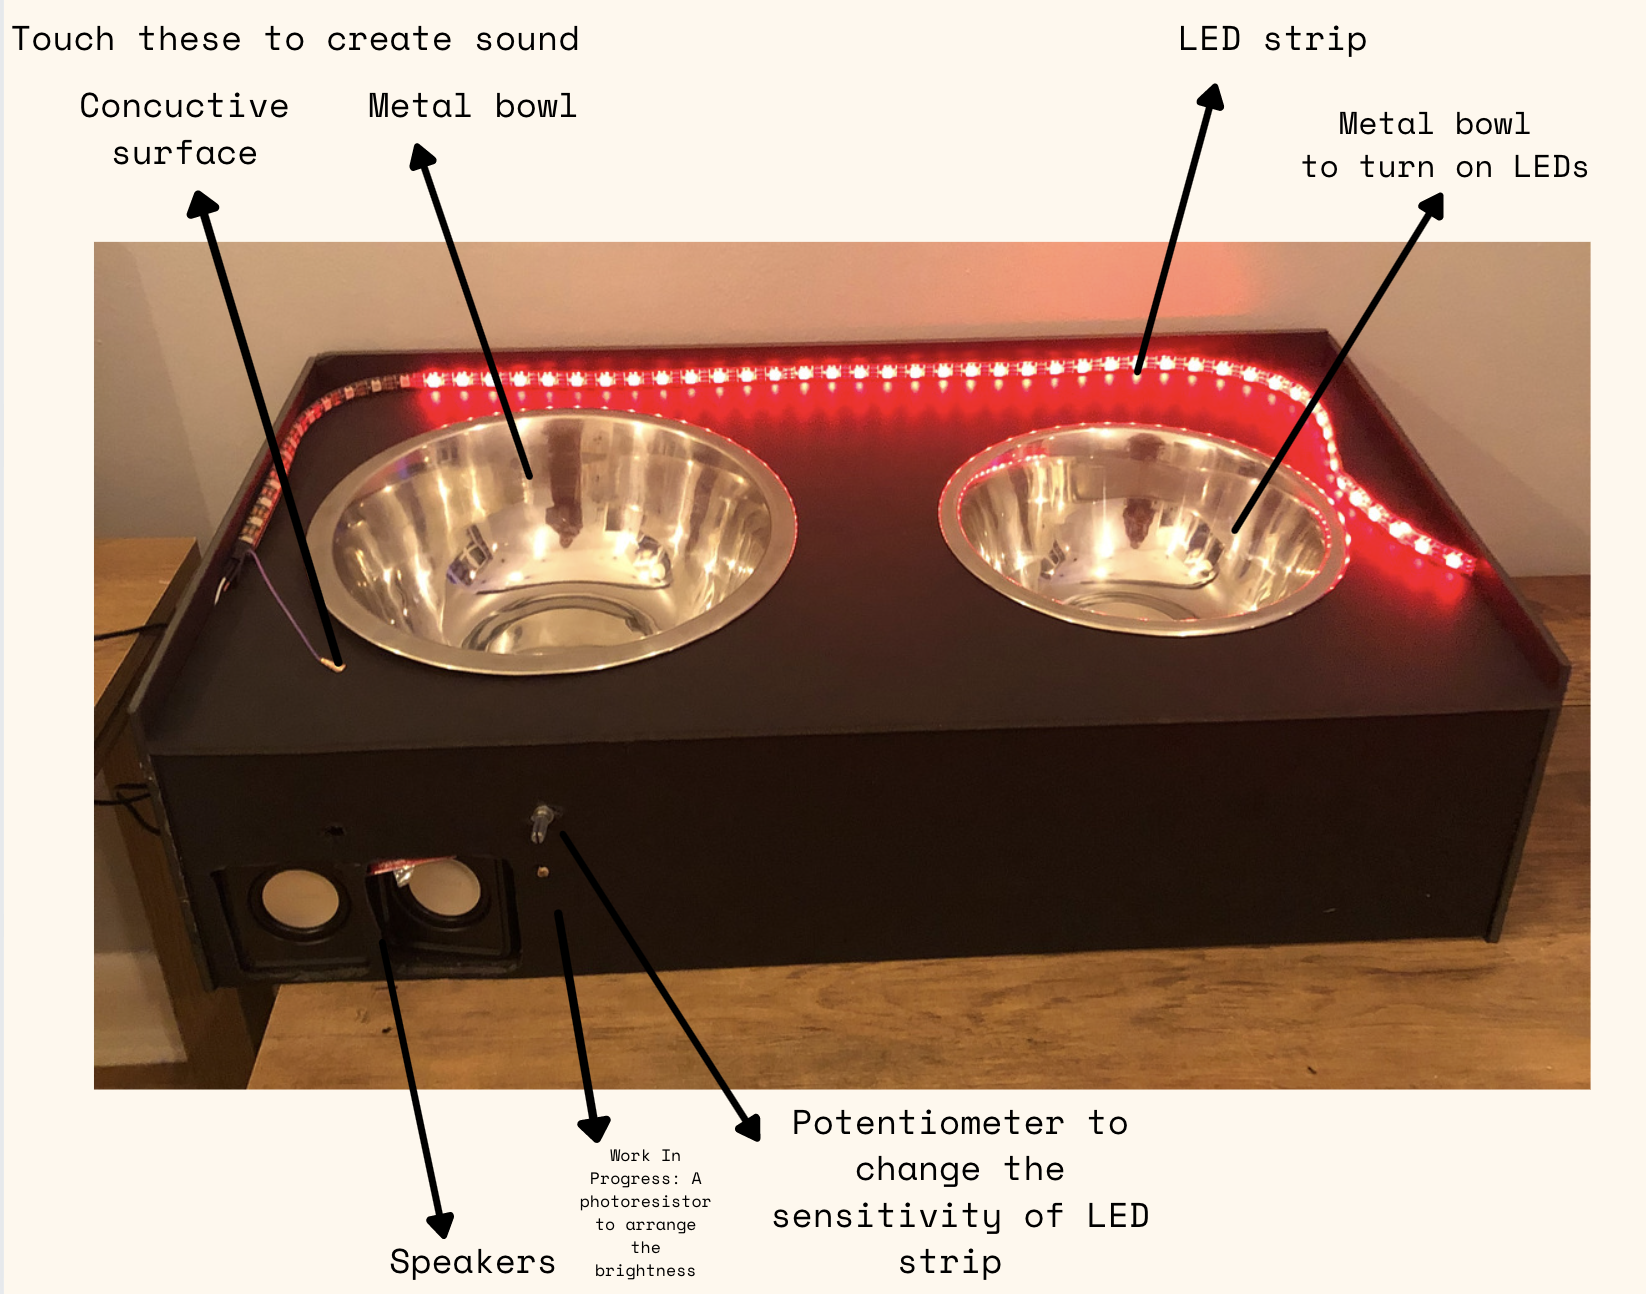 Touch these to create sound
Concuctive
surface
Metal bowl
LED strip
Metal bowl
to turn on LEDs
Speakers
Work In
Progress: A
photoresistor
to arrange
the
brightness
Potentiometer to
change the
sensitivity of LED
strip